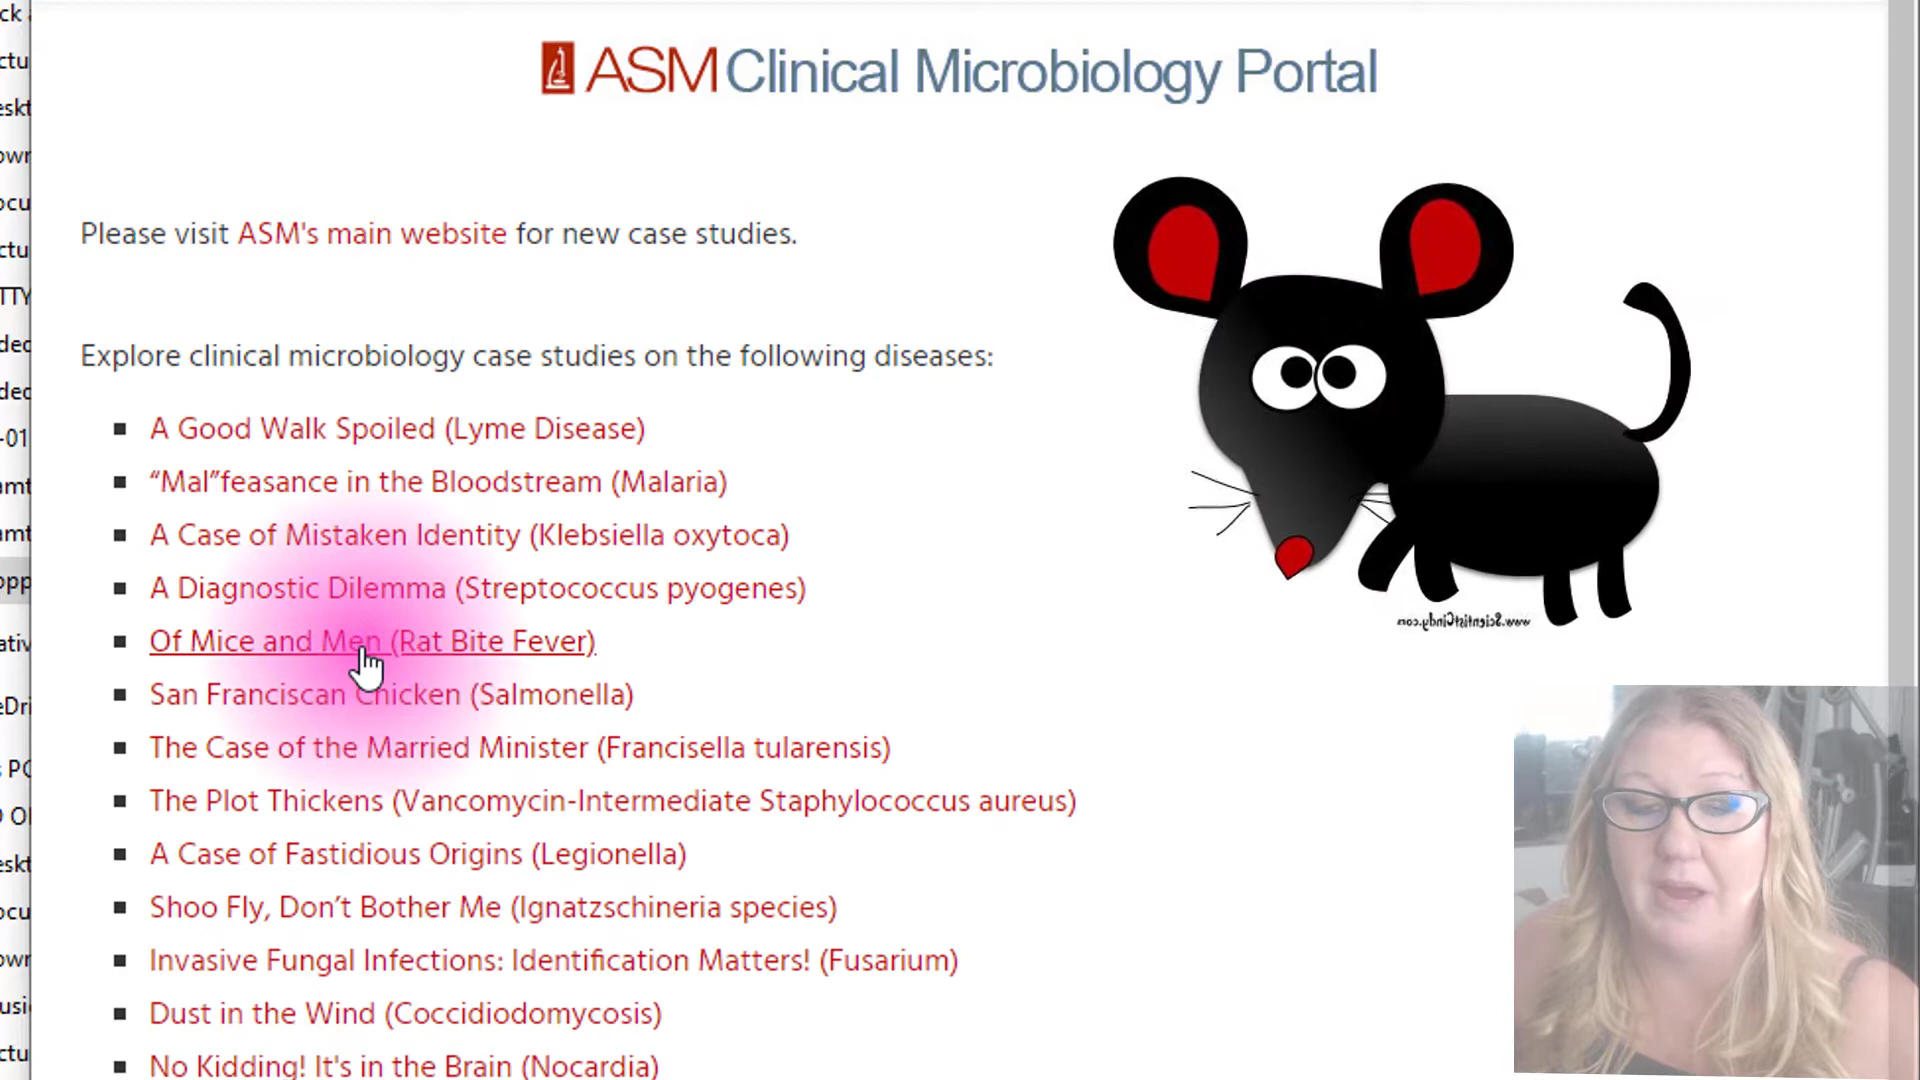 ASM Clinical Microbiology Portal
Please visit ASM's main website for new case studies.
Explore clinical microbiology case studies on the following diseases:
A Good Walk Spoiled (Lyme Disease)
“Mal”feasance in the Bloodstream (Malaria)
A Case of Mistaken Identity (Klebsiella oxytoca)
A Diagnostic Dilemma (Streptococcus pyogenes)
Of Mice and Men (Rat Bite Fever)
www.ScientistCindy.com
San Franciscan Chicken (Salmonella)
The Case of the Married Minister (Francisella tularensis)
The Plot Thickens (Vancomycin-Intermediate Staphylococcus aureus)
A Case of Fastidious Origins (Legionella)
Shoo Fly, Don’t Bother Me (Ignatzschineria species)
Invasive Fungal Infections: Identification Matters! (Fusarium)
Dust in the Wind (Coccidiodomycosis)
No Kidding! It's in the Brain (Nocardia)